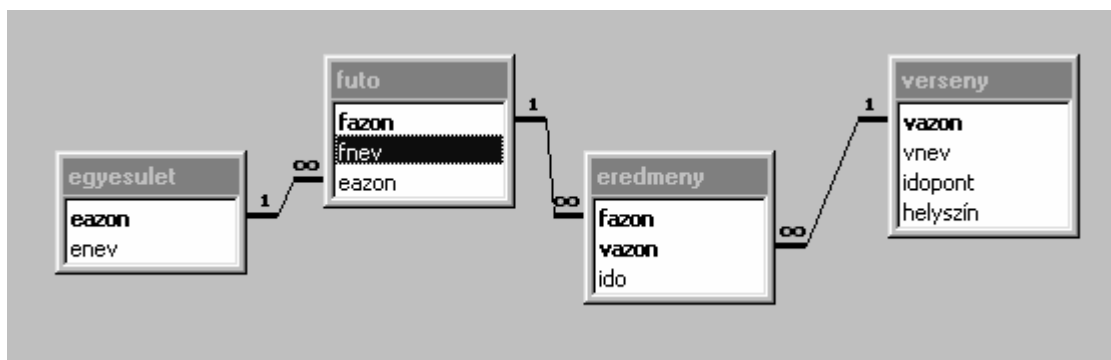 egyesulet
eazon
enev
1
∞
futo
fazon
fnev
eazon
1
∞
eredmeny
fazon
vazon
ido
∞
1
verseny
vazon
vnev
idopont
helyszín